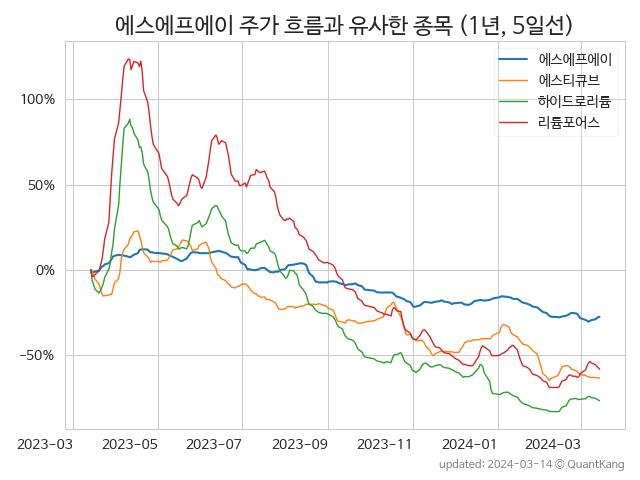 에스에프에이 주가 흐름과 유사한 종목 (1년, 5일선)
에스에프에이
에스티큐브
하이드로리튬
리튬포어스
100%
50%
0%
−50%
2023-03 2023-05 2023-07 2023-09 2023-11 2024-01 2024-03
updated: 2024-03-14 © QuantKang